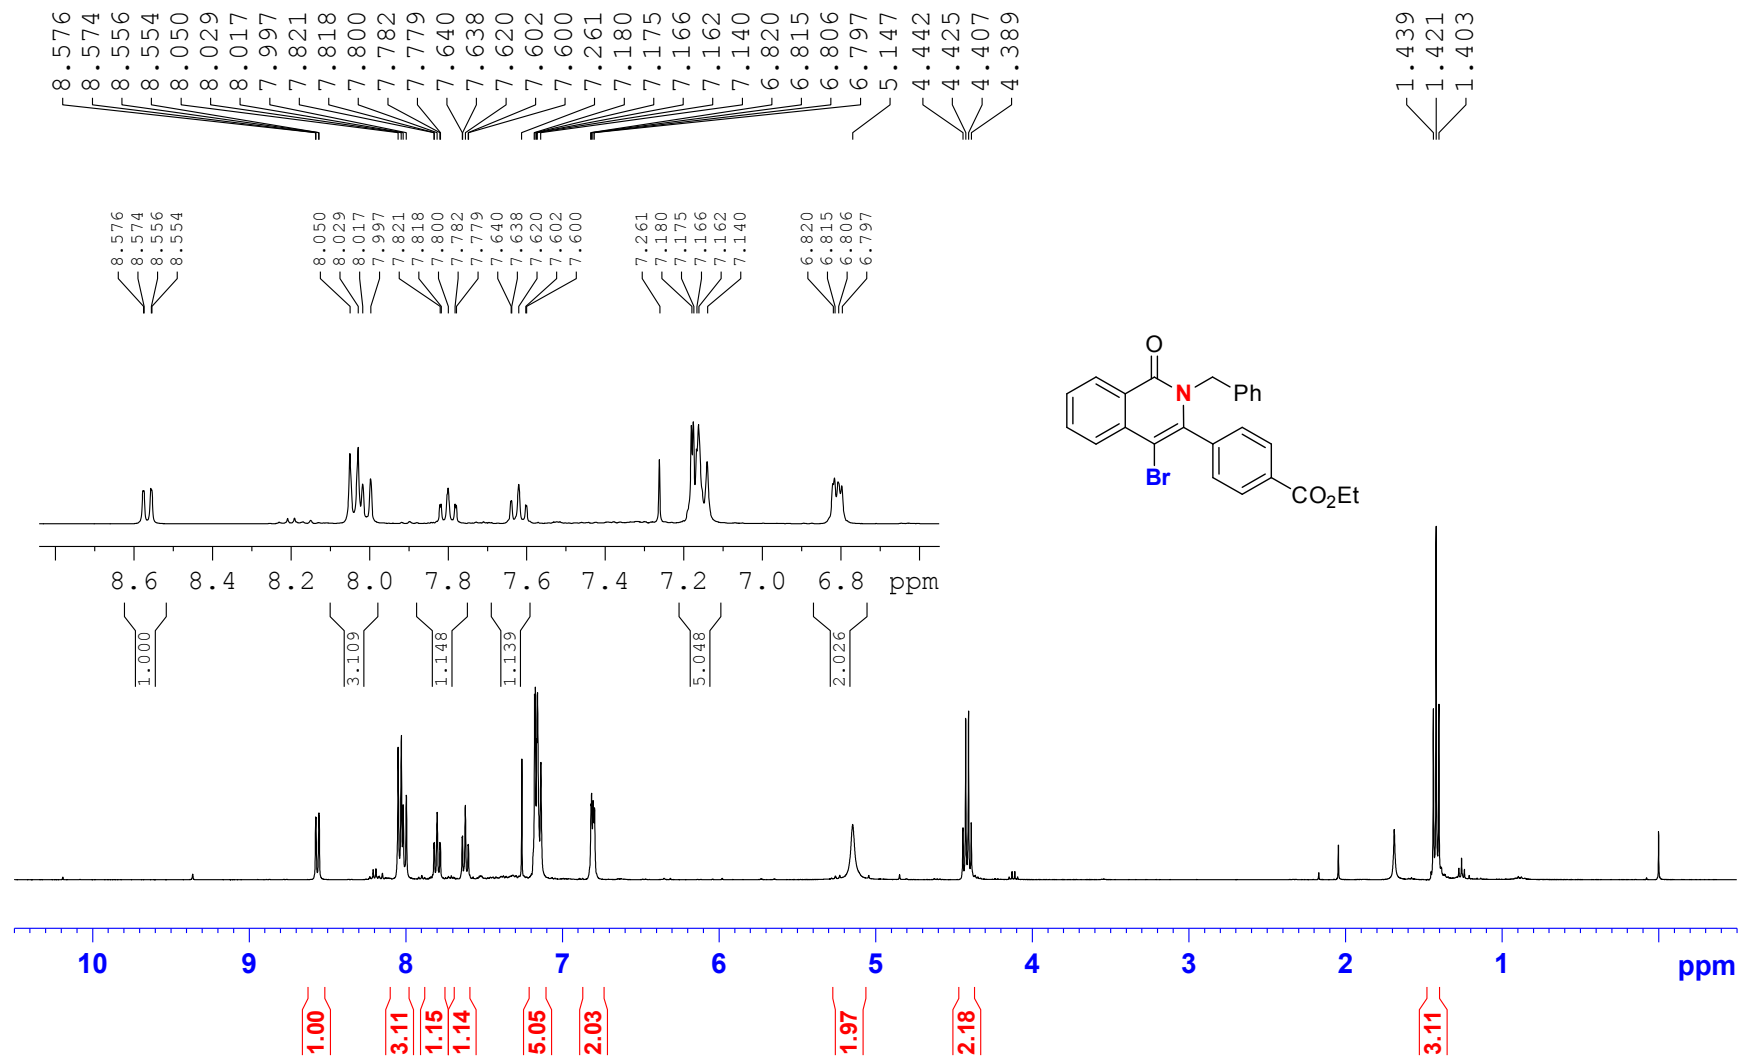 8.576 8.574 8.556 8.554 8.050 8.029 8.017 7.997 7.821 7.818 7.800 7.782 7.779 7.640 7.638 7.620 7.602 7.600 7.261 7.180 7.175 7.166 7.162 7.140 6.820 6.815 6.806 6.797 5.147 4.442 4.425 4.407 4.389 1.439 1.421 1.403
8.576 8.574 8.556 8.554 8.050 8.029 8.017 7.997 7.821 7.818 7.800 7.782 7.779 7.640 7.638 7.620 7.602 7.600 7.261 7.180 7.175 7.166 7.162 7.140 6.820 6.815 6.806 6.797
O
N
Ph
Br
CO2Et
8.6 8.4 8.2 8.0 7.8 7.6 7.4 7.2 7.0 6.8 ppm
1.000 3.109 1.148 1.139 5.048 2.026
10 9 8 7 6 5 4 3 2 1 ppm
1.00 3.11 1.15 1.14 5.05 2.03 1.97 2.18 3.11